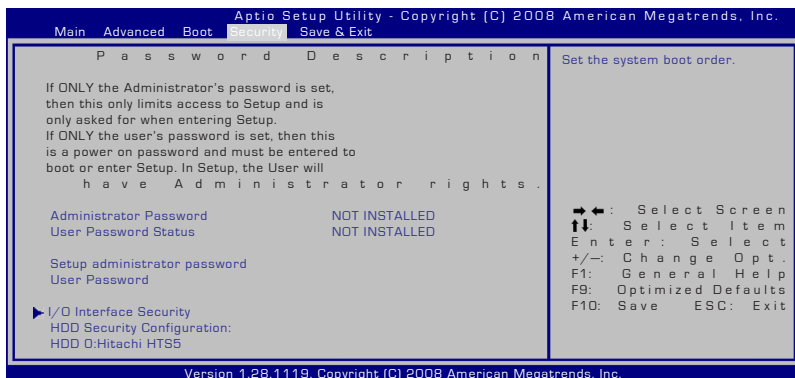 Aptio Setup Utility - Copyright (C) 2008 American Megatrends, Inc.
Main Advanced Boot Security Save & Exit
Password Description
If ONLY the Administrator's password is set,
then this only limits access to Setup and is
only asked for when entering Setup.
If ONLY the user's password is set, then this
is a power on password and must be entered to
boot or enter Setup. In Setup, the User will
have Administrator rights.
Administrator Password NOT INSTALLED
User Password Status NOT INSTALLED
Setup administrator password
User Password
I/O Interface Security
HDD Security Configuration:
HDD 0:Hitachi HTS5
Set the system boot order.
→←: Select Screen
↑↓: Select Item
Enter: Select
+/—: Change Opt.
F1: General Help
F9: Optimized Defaults
F10: Save ESC: Exit
Version 1.28.1119. Copyright (C) 2008 American Megatrends, Inc.